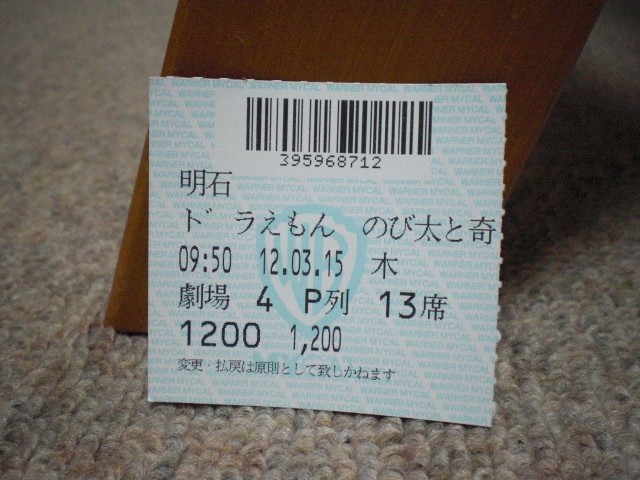 395968712
明石
ドラえもん のび太と奇
09:50 12.03.15 木
劇場 4 P列 13席
1200 1,200
変更・払戻は原則として致しかねます